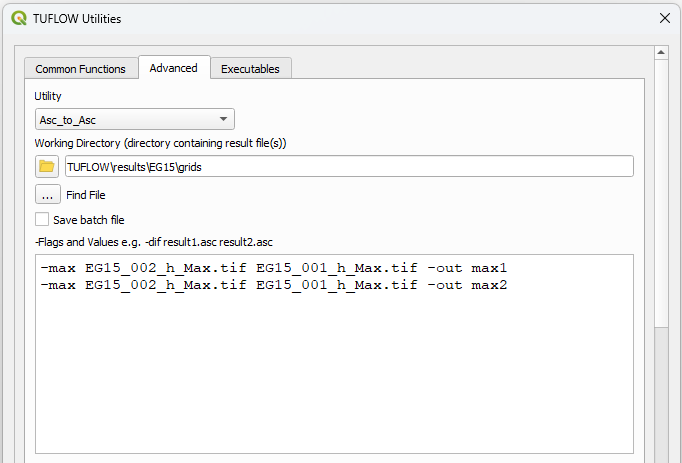 TUFLOW Utilities
Common Functions Advanced Executables
Utility
Asc_to_Asc
Working Directory (directory containing result file(s))
TUFLOW\results\EG15\grids
... Find File
Save batch file
-Flags and Values e.g. -dif result1.asc result2.asc
-max EG15_002_h_Max.tif EG15_001_h_Max.tif -out max1
-max EG15_002_h_Max.tif EG15_001_h_Max.tif -out max2